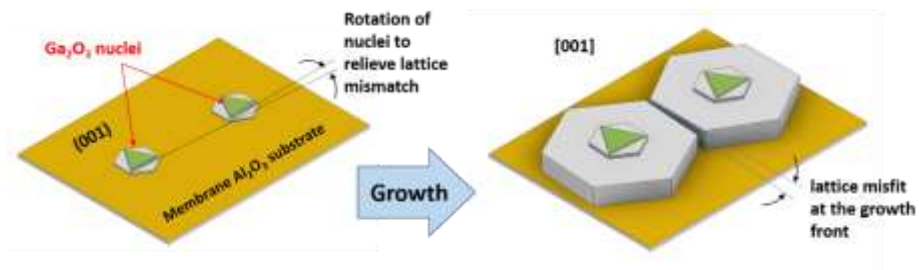 Ga₂O₃ nuclei
Rotation of
nuclei to
relieve lattice
mismatch
(001)
Membrane Al₂O₃ substrate
Growth
[001]
lattice misfit
at the growth
front